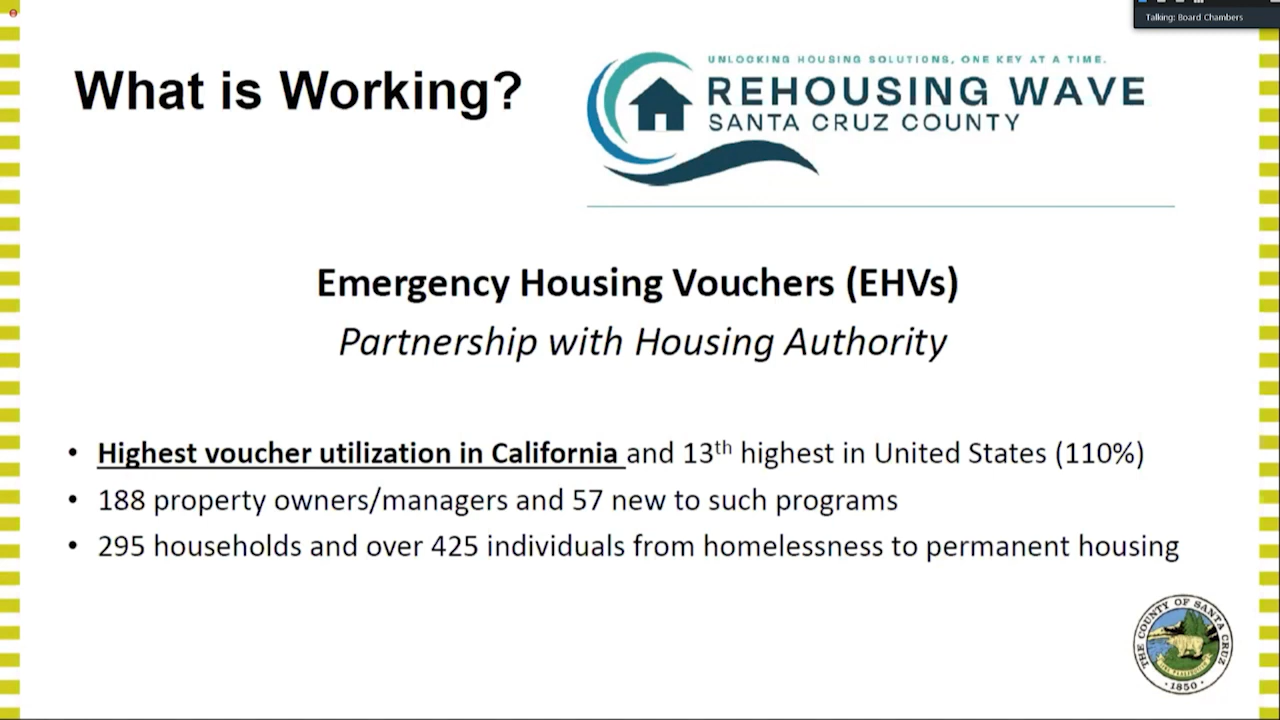 Talking: Board Chambers
What is Working?
UNLOCKING HOUSING SOLUTIONS, ONE KEY AT A TIME.
REHOUSING WAVE
SANTA CRUZ COUNTY
Emergency Housing Vouchers (EHVs)
Partnership with Housing Authority
• Highest voucher utilization in California and 13th highest in United States (110%)
• 188 property owners/managers and 57 new to such programs
• 295 households and over 425 individuals from homelessness to permanent housing
THE COUNTY OF SANTA CRUZ
1850